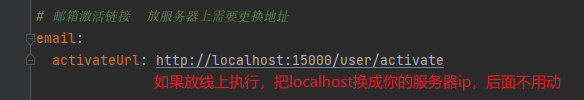 # 邮箱激活链接  放服务器上需要更换地址
email:
  activateUrl: http://localhost:15000/user/activate
如果放线上执行，把localhost换成你的服务器ip，后面不用动